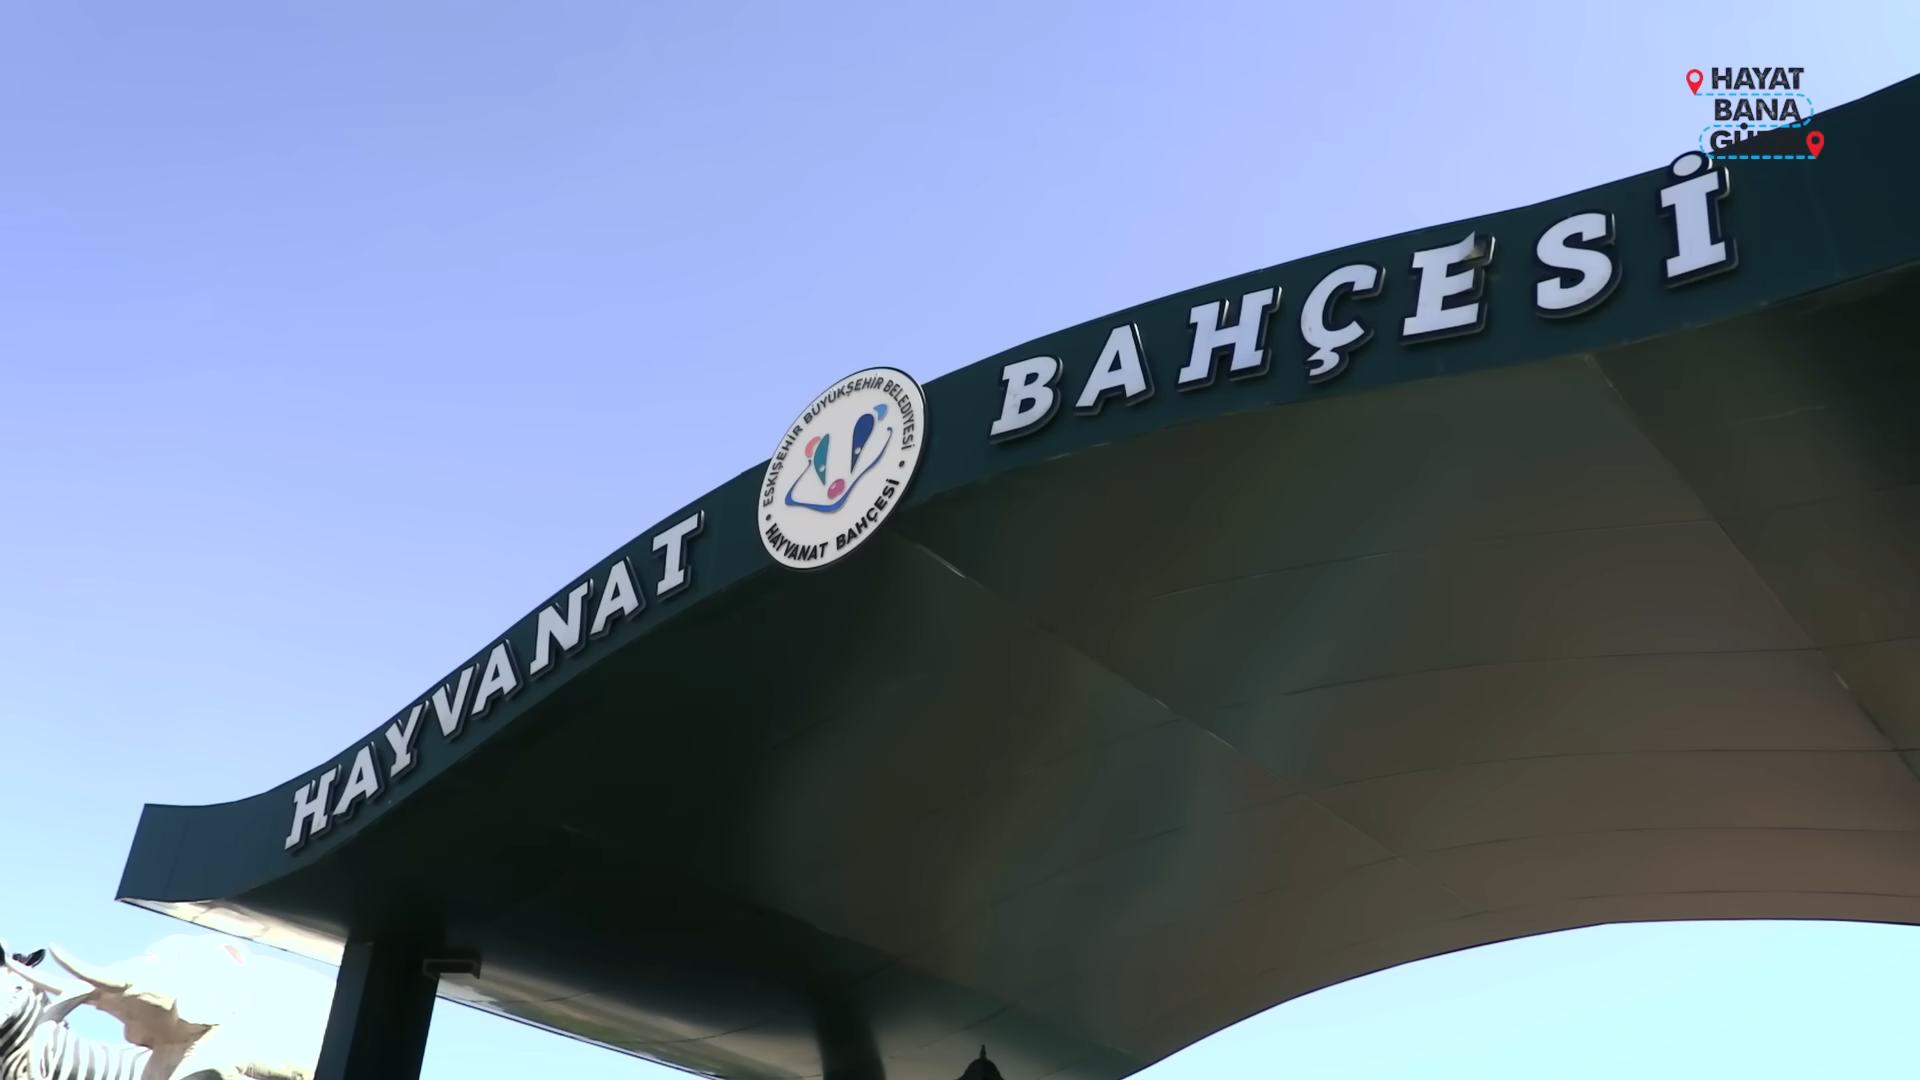 HAYAT
BANA
HAYVANAT BAHÇESİ
ESKİŞEHİR BÜYÜKŞEHİR BELEDİYESİ
HAYVANAT BAHÇESİ